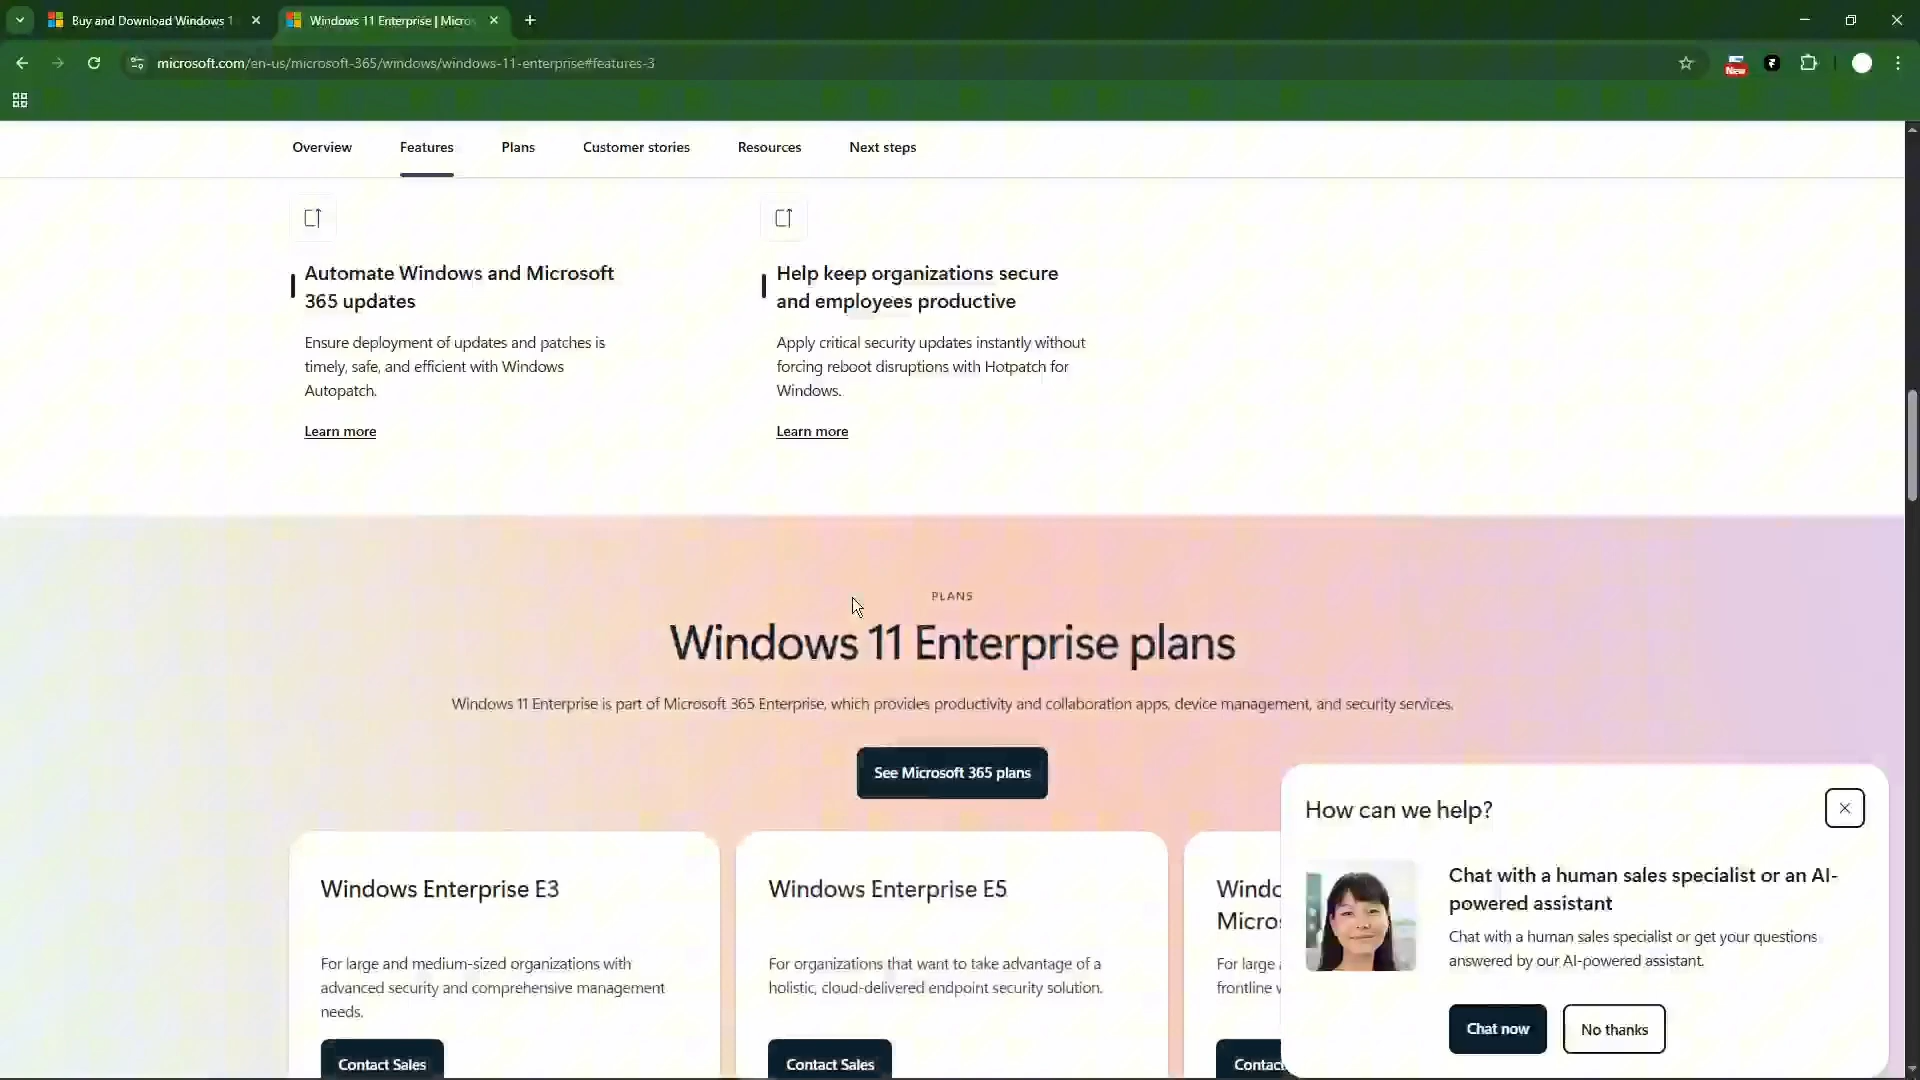 Buy and Download Windows 1
Windows 11 Enterprise | Micros
microsoft.com/en-us/microsoft-365/windows/windows-11-enterprise#features-3
New
Overview
Features
Plans
Customer stories
Resources
Next steps
Automate Windows and Microsoft
365 updates
Ensure deployment of updates and patches is
timely, safe, and efficient with Windows
Autopatch.
Learn more
Help keep organizations secure
and employees productive
Apply critical security updates instantly without
forcing reboot disruptions with Hotpatch for
Windows.
Learn more
PLANS
Windows 11 Enterprise plans
Windows 11 Enterprise is part of Microsoft 365 Enterprise, which provides productivity and collaboration apps, device management, and security services.
See Microsoft 365 plans
Windows Enterprise E3
For large and medium-sized organizations with
advanced security and comprehensive management
needs.
Contact Sales
Windows Enterprise E5
For organizations that want to take advantage of a
holistic, cloud-delivered endpoint security solution.
Contact Sales
Windo
Micros
For large
frontline
Contac
How can we help?
Chat with a human sales specialist or an AI-
powered assistant
Chat with a human sales specialist or get your questions
answered by our AI-powered assistant.
Chat now
No thanks